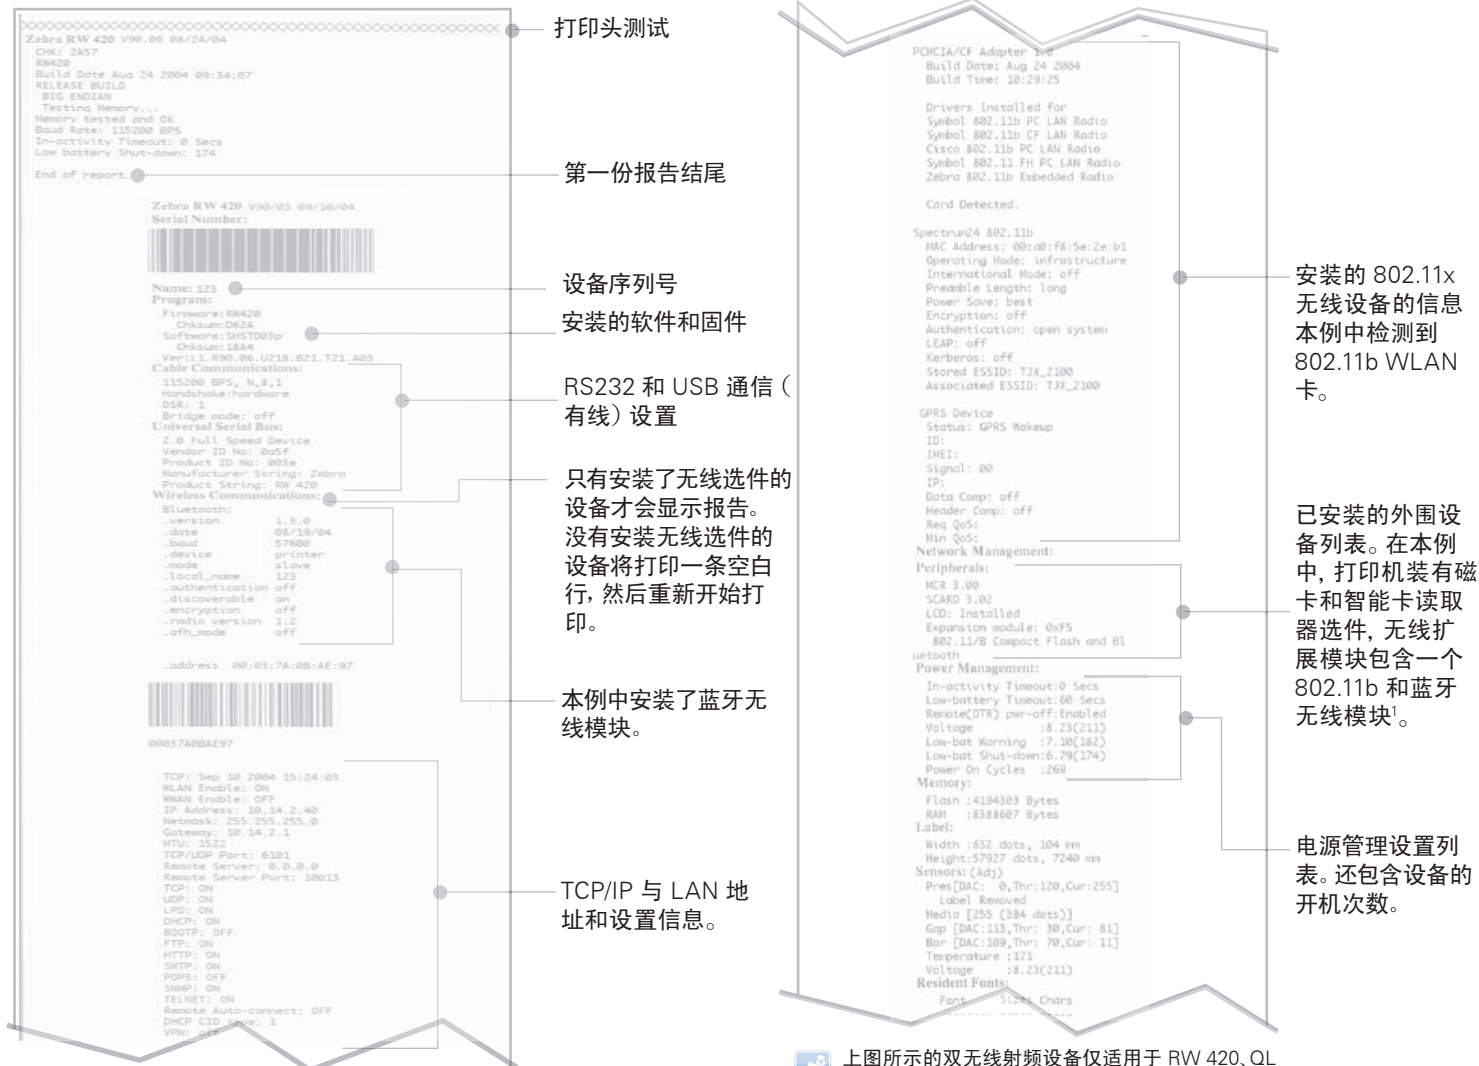 Zebra RW 420 V90.06 08/24/04
CHK: 2A57
RW420
Build Date Aug 24 2004 09:34:07
RELEASE BUILD
BIG ENDIAN
Testing Memory...
Memory tested and OK
Baud Rate: 115200 BPS
In-activity Timeout: 0 Secs
Low battery Shut-down: 174
End of report.
打印头测试
第一份报告结尾
Zebra RW 420 V90/03 09/10/04
Serial Number:
Name: 123
Program:
Firmware:RW420
Chksum:D62A
Software:SHSTD03p
Chksum:18A4
Ver:L1.R90.06.U218.B21.T21.A03
设备序列号
安装的软件和固件
Cable Communications:
115200 BPS, N,8,1
Handshake:hardware
DSR: 1
Bridge mode: off
Universal Serial Bus:
2.0 Full Speed Device
Vendor ID No: 0a5f
Product ID No: 003e
Manufacturer String: Zebra
Product String: RW 420
RS232 和 USB 通信(
有线)设置
Wireless Communications:
Bluetooth:
.version 1.3.0
.date 08/19/04
.baud 57600
.device printer
.mode slave
.local_name 123
.authentication off
.discoverable on
.encryption off
.radio version 1.2
.afh_mode off
.address 00:03:7A:0B:AE:97
00037A0BAE97
只有安装了无线选件的
设备才会显示报告。
没有安装无线选件的
设备将打印一条空白
行, 然后重新开始打
印。
本例中安装了蓝牙无
线模块。
TCP: Sep 10 2004 15:24:03
WLAN Enable: ON
WWAN Enable: OFF
IP Address: 10.14.2.40
Netmask: 255.255.255.0
Gateway: 10.14.2.1
MTU: 1522
TCP/UDP Port: 6101
Remote Server: 0.0.0.0
Remote Server Port: 10013
TCP: ON
UDP: ON
LPD: ON
DHCP: ON
BOOTP: OFF
FTP: ON
HTTP: ON
SMTP: ON
POP3: OFF
SNMP: ON
TELNET: ON
Remote Auto-connect: OFF
DHCP CID type: 1
VPN: off
TCP/IP 与 LAN 地
址和设置信息。
PCMCIA/CF Adapter 1.0
Build Date: Aug 24 2004
Build Time: 10:29:25
Drivers Installed for
Symbol 802.11b PC LAN Radio
Symbol 802.11b CF LAN Radio
Cisco 802.11b PC LAN Radio
Symbol 802.11 FH PC LAN Radio
Zebra 802.11b Embedded Radio
Card Detected.
Spectrum24 802.11b
MAC Address: 00:a0:f8:5e:2e:b1
Operating Mode: infrastructure
International Mode: off
Preamble Length: long
Power Save: best
Encryption: off
Authentication: open system
LEAP: off
Kerberos: off
Stored ESSID: TJX_2100
Associated ESSID: TJX_2100
GPRS Device
Status: GPRS Wakeup
ID:
IMEI:
Signal: 00
IP:
Data Comp: off
Header Comp: off
Req QoS:
Min QoS:
Network Management:
安装的 802.11x
无线设备的信息
本例中检测到
802.11b WLAN
卡。
Peripherals:
MCR 3.00
SCARD 3.02
LCD: Installed
Expansion module: 0xF5
802.11/B Compact Flash and Bl
uetooth
已安装的外围设
备列表。在本例
中, 打印机装有磁
卡和智能卡读取
器选件, 无线扩
展模块包含一个
802.11b 和蓝牙
无线模块¹。
Power Management:
In-activity Timeout:0 Secs
Low-battery Timeout:60 Secs
Remote(DTR) pwr-off:Enabled
Voltage :8.23(211)
Low-bat Warning :7.10(182)
Low-bat Shut-down:6.79(174)
Power On Cycles :269
电源管理设置列
表。还包含设备的
开机次数。
Memory:
Flash :4194303 Bytes
RAM :8388607 Bytes
Label:
Width :832 dots, 104 mm
Height:57927 dots, 7240 mm
Sensors: (Adj)
Pres[DAC: 0,Thr:120,Cur:255]
Label Removed
Media [255 (384 dots)]
Gap [DAC:113,Thr: 30,Cur: 81]
Bar [DAC:109,Thr: 70,Cur: 11]
Temperature :171
Voltage :8.23(211)
Resident Fonts:
Font Sizes Chars
上图所示的双无线射频设备仅适用于 RW 420、QL